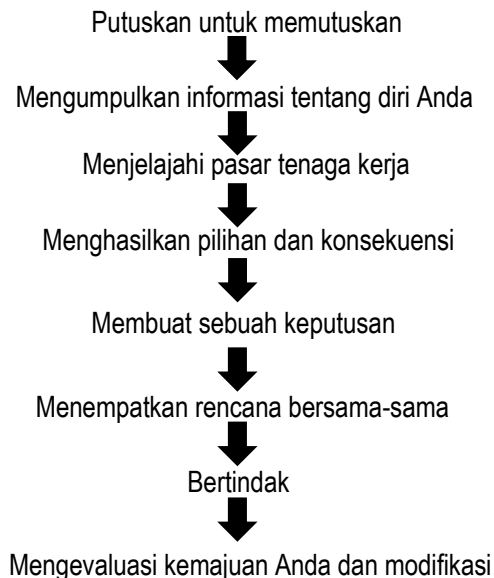 Putuskan untuk memutuskan
Mengumpulkan informasi tentang diri Anda
Menjelajahi pasar tenaga kerja
Menghasilkan pilihan dan konsekuensi
Membuat sebuah keputusan
Menempatkan rencana bersama-sama
Bertindak
Mengevaluasi kemajuan Anda dan modifikasi